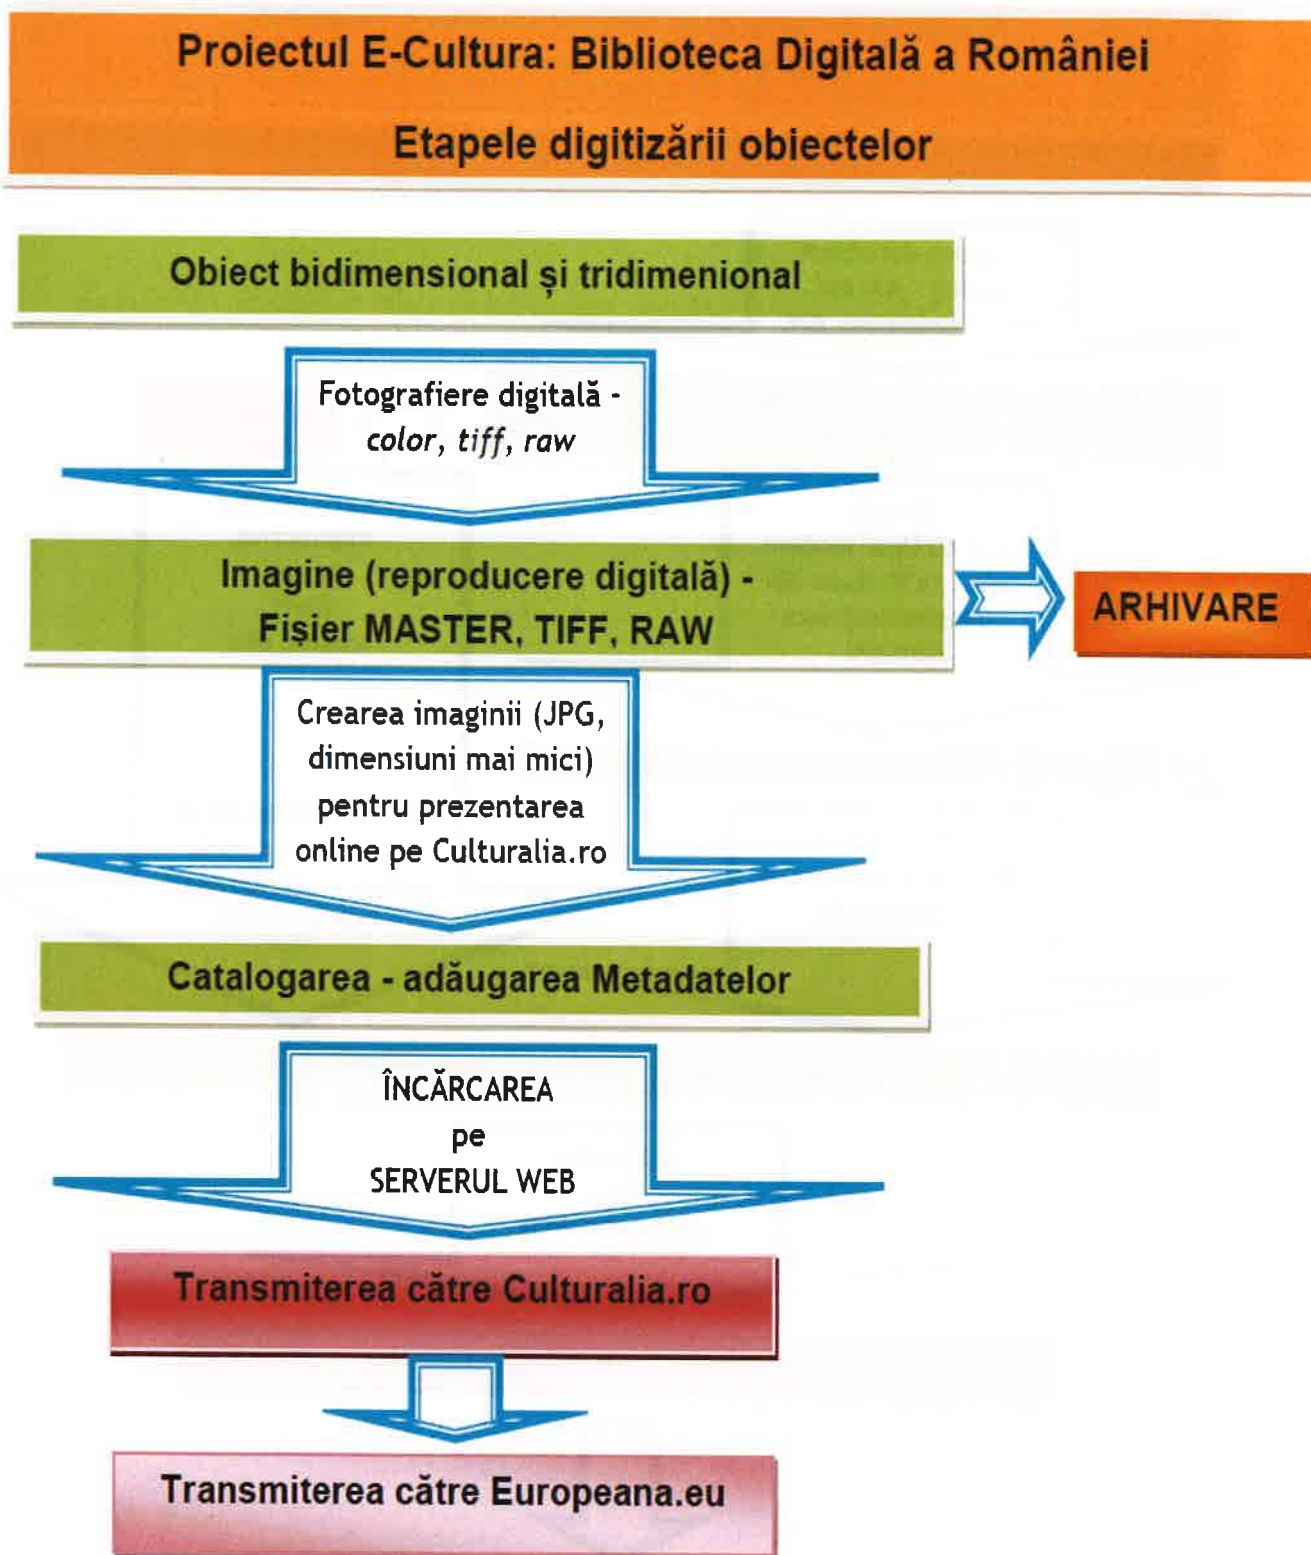 Proiectul E-Cultura: Biblioteca Digitală a României
Etapele digitizării obiectelor
Obiect bidimensional și tridimenional
Fotografiere digitală -
color, tiff, raw
Imagine (reproducere digitală) -
Fișier MASTER, TIFF, RAW
ARHIVARE
Crearea imaginii (JPG,
dimensiuni mai mici)
pentru prezentarea
online pe Culturalia.ro
Catalogarea - adăugarea Metadatelor
ÎNCĂRCAREA
pe
SERVERUL WEB
Transmiterea către Culturalia.ro
Transmiterea către Europeana.eu